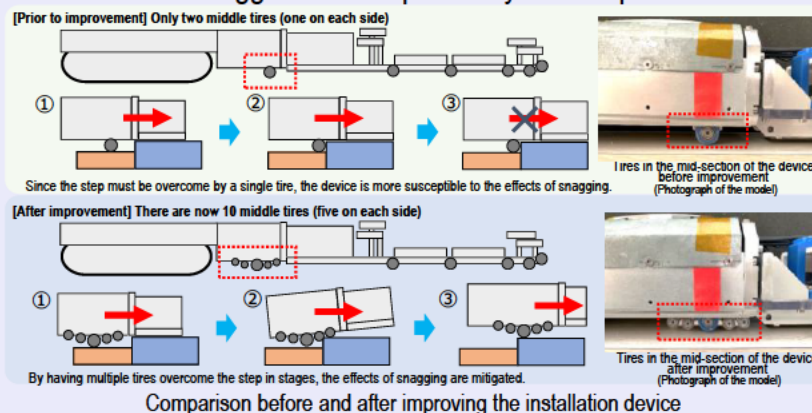 [Prior to improvement] Only two middle tires (one on each side)
① ② ③
Since the step must be overcome by a single tire, the device is more susceptible to the effects of snagging.
Tires in the mid-section of the device
before improvement
(Photograph of the model)
[After improvement] There are now 10 middle tires (five on each side)
① ② ③
By having multiple tires overcome the step in stages, the effects of snagging are mitigated.
Tires in the mid-section of the device
after improvement
(Photograph of the model)
Comparison before and after improving the installation device